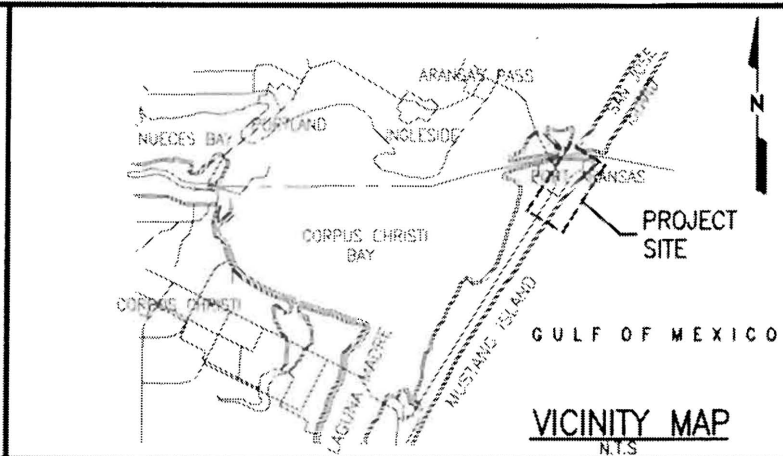 ARANSAS PASS
SAN JOSE
ISLAND
N
NUECES BAY
PORTLAND
INGLESIDE
PORT ARANSAS
PROJECT
SITE
CORPUS CHRISTI
BAY
CORPUS CHRISTI
MUSTANG ISLAND
GULF OF MEXICO
LAGUNA MADRE
VICINITY MAP
N.T.S